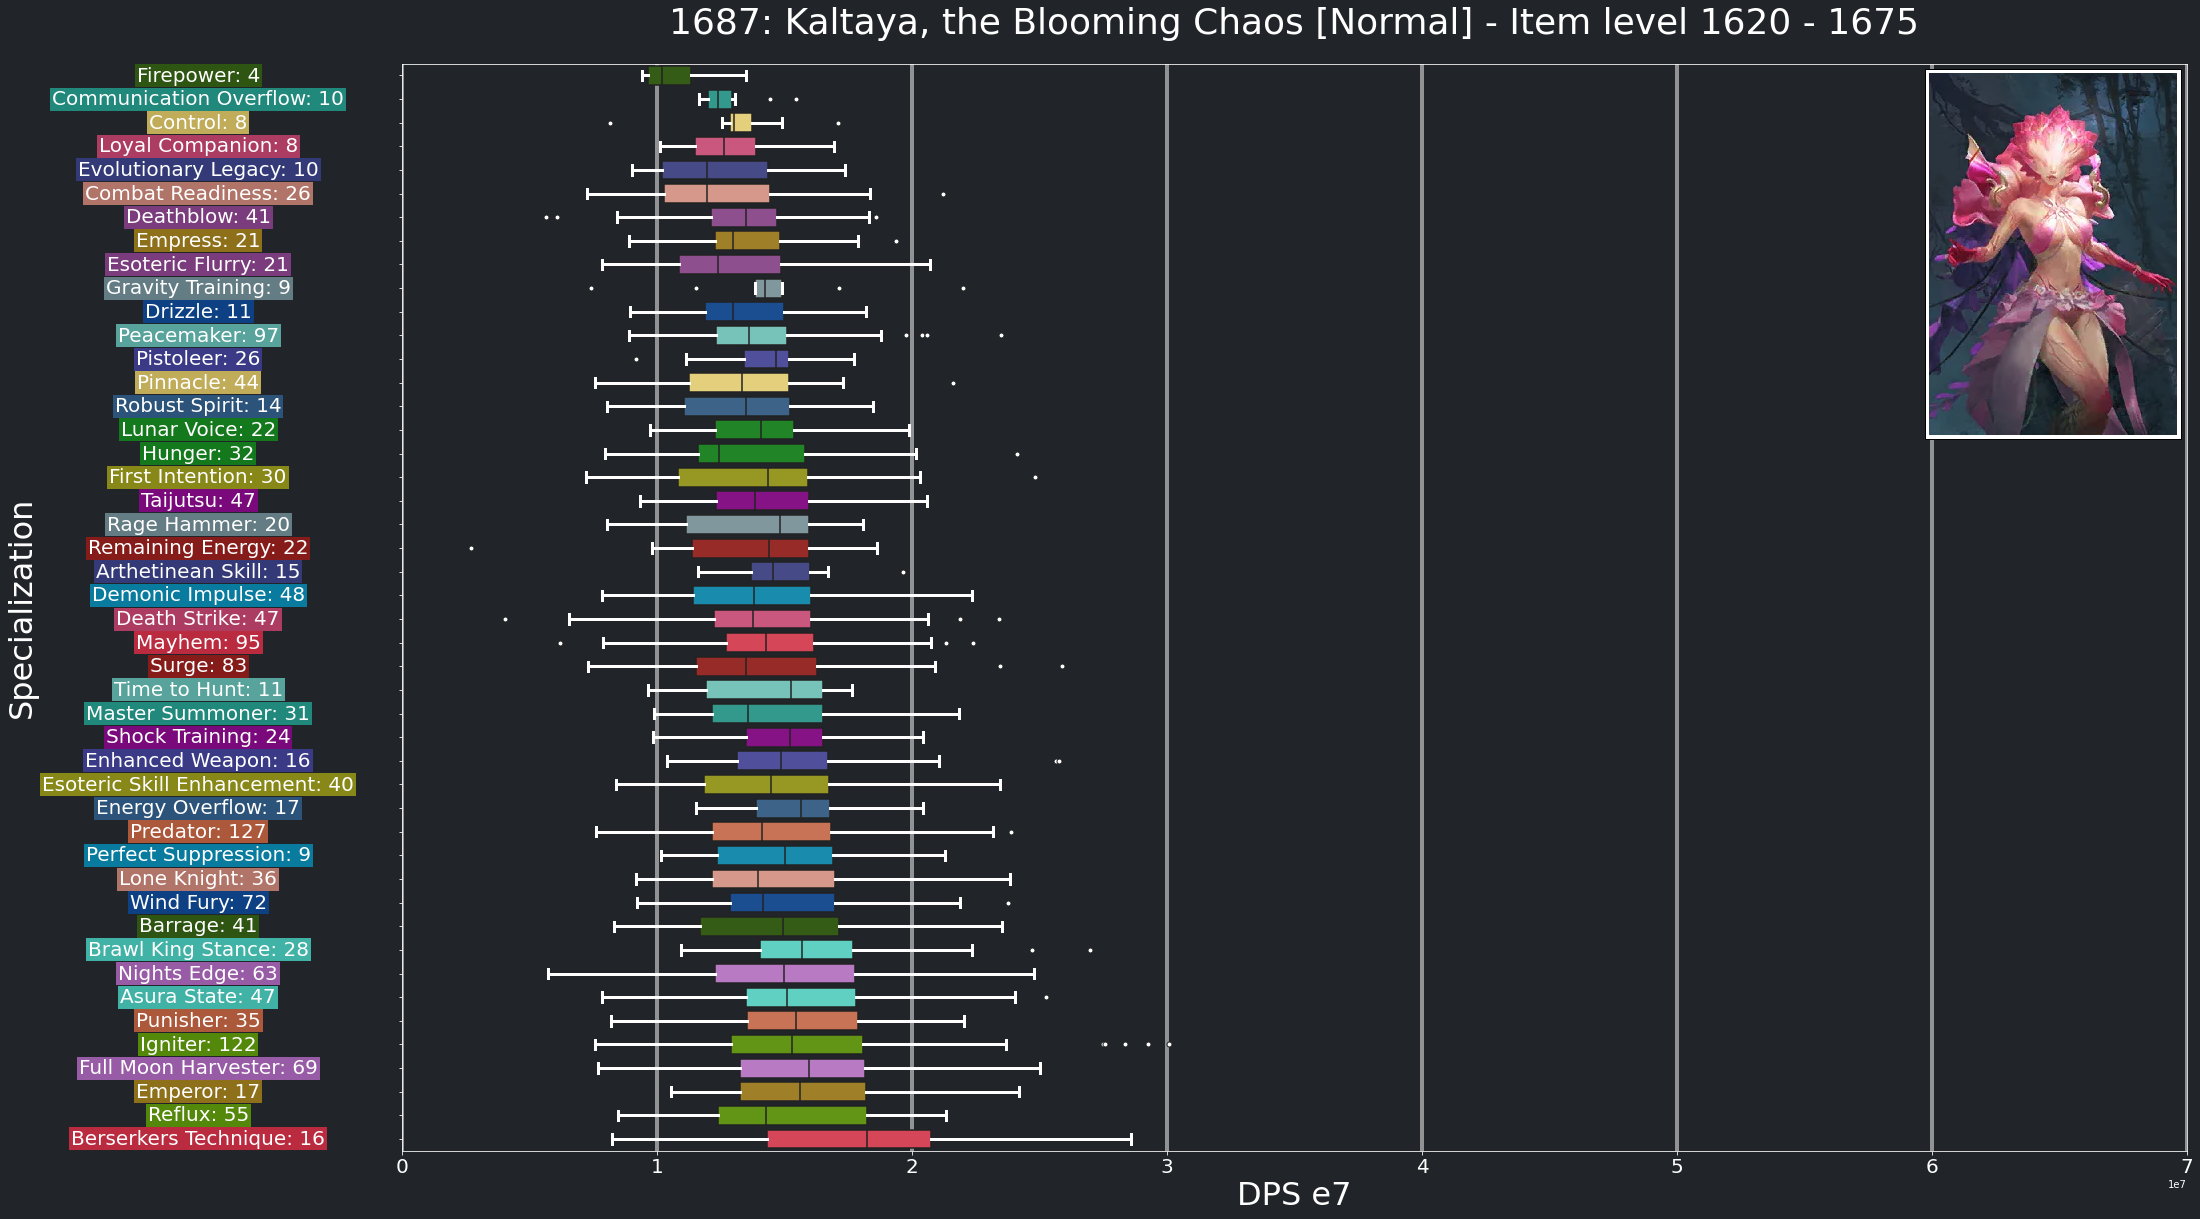 1687: Kaltaya, the Blooming Chaos [Normal] - Item level 1620 - 1675
Specialization
Firepower: 4
Communication Overflow: 10
Control: 8
Loyal Companion: 8
Evolutionary Legacy: 10
Combat Readiness: 26
Deathblow: 41
Empress: 21
Esoteric Flurry: 21
Gravity Training: 9
Drizzle: 11
Peacemaker: 97
Pistoleer: 26
Pinnacle: 44
Robust Spirit: 14
Lunar Voice: 22
Hunger: 32
First Intention: 30
Taijutsu: 47
Rage Hammer: 20
Remaining Energy: 22
Arthetinean Skill: 15
Demonic Impulse: 48
Death Strike: 47
Mayhem: 95
Surge: 83
Time to Hunt: 11
Master Summoner: 31
Shock Training: 24
Enhanced Weapon: 16
Esoteric Skill Enhancement: 40
Energy Overflow: 17
Predator: 127
Perfect Suppression: 9
Lone Knight: 36
Wind Fury: 72
Barrage: 41
Brawl King Stance: 28
Nights Edge: 63
Asura State: 47
Punisher: 35
Igniter: 122
Full Moon Harvester: 69
Emperor: 17
Reflux: 55
Berserkers Technique: 16
0 1 2 3 4 5 6 7
1e7
DPS e7